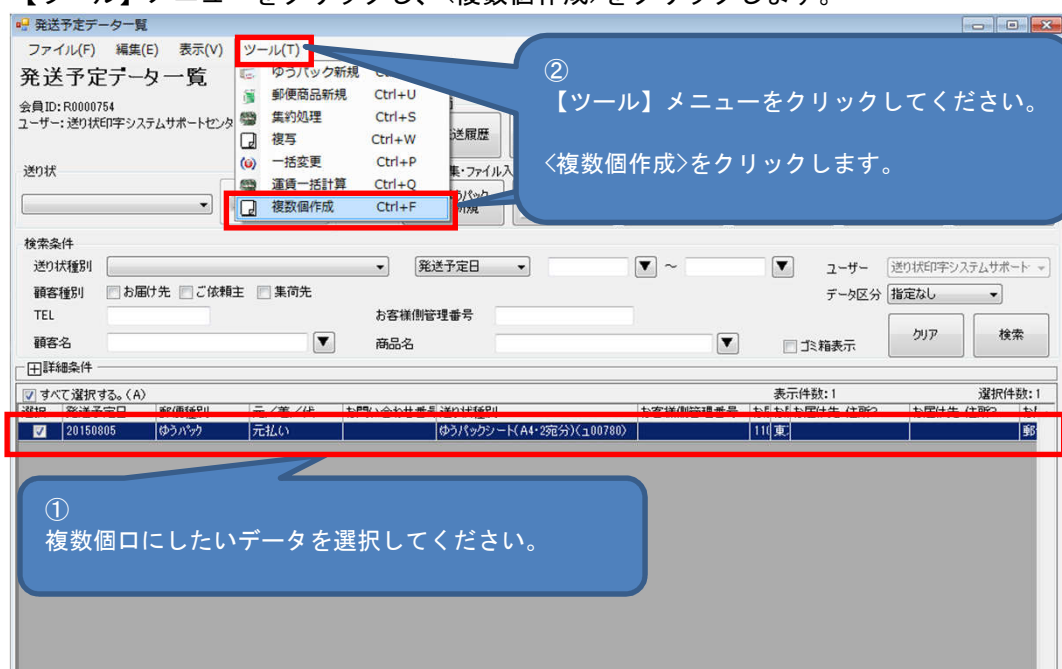 【ツール】メニューをクリックし、<複数個作成>をクリックします。
発送予定データ一覧
ファイル(F) 編集(E) 表示(V) ツール(T)
発送予定データ一覧
会員ID:R0000754
ユーザー:送り状印字システムサポートセンタ
ゆうパック新規
郵便商品新規 Ctrl+U
集約処理 Ctrl+S
複写 Ctrl+W
一括変更 Ctrl+P
運賃一括計算 Ctrl+Q
複数個作成 Ctrl+F
②
【ツール】メニューをクリックしてください。
<複数個作成>をクリックします。
送履歴
集・ファイル入
送り状
検索条件
送り状種別 発送予定日 ～ ユーザー 送り状印字システムサポート
顧客種別 お届け先 ご依頼主 集荷先 データ区分 指定なし
TEL お客様側管理番号
顧客名 商品名 ゴミ箱表示 クリア 検索
詳細条件
すべて選択する。(A) 表示件数:1 選択件数:1
選択 発送予定日 郵便種別 元/着/代 お問い合わせ番号 送り状種別 お客様側管理番号
20150805 ゆうパック 元払い ゆうパックシート(A4・2宛分)(ュ00780) 110 東 郵
①
複数個口にしたいデータを選択してください。